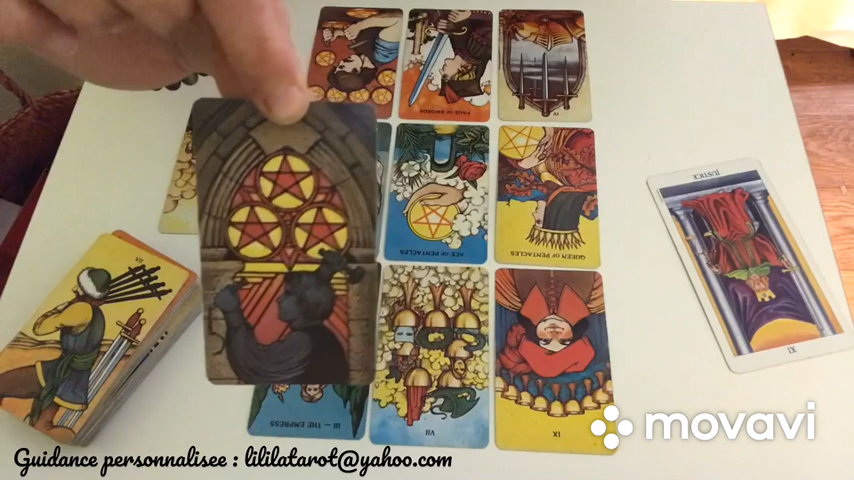 PAGE OF SWORDS
IV
JUSTICE
ACE OF PENTACLES
QUEEN OF PENTACLES
XI
III — THE EMPRESS
VII
IX
movavi
Guidance personnalisee : lililatarot@yahoo.com